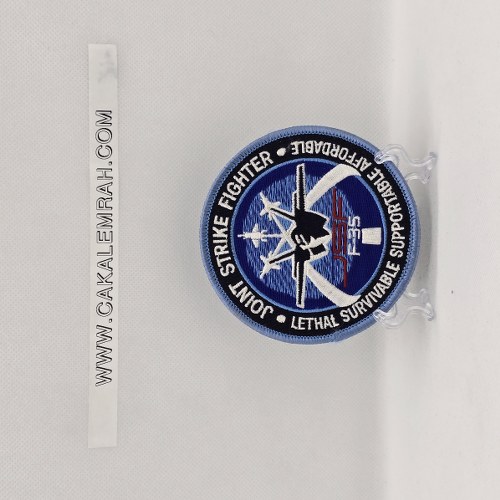 WWW.CAKALEMRAH.COM
JOINT STRIKE FIGHTER
JSF
F-35
LETHAL SURVIVABLE SUPPORTABLE AFFORDABLE